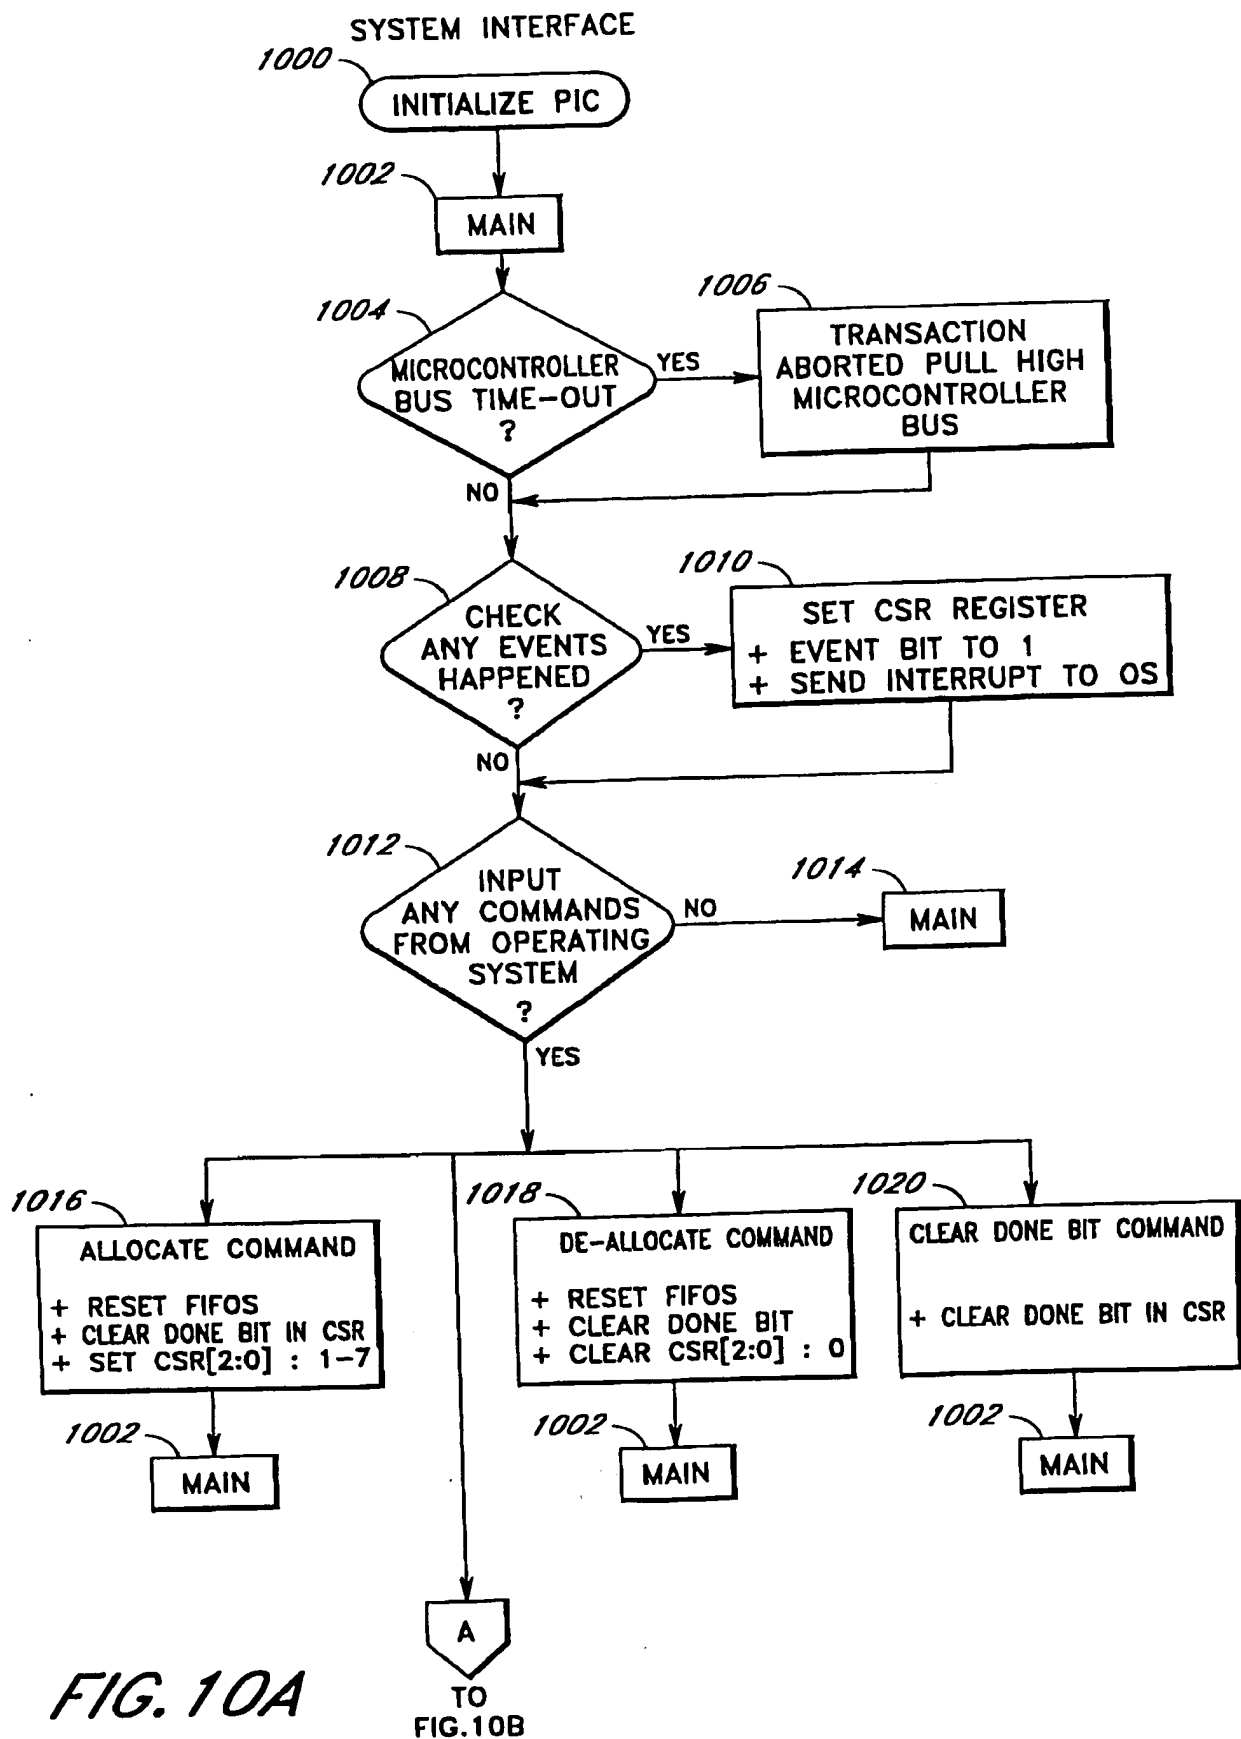 SYSTEM INTERFACE
1000
INITIALIZE PIC
1002
MAIN
1004
MICROCONTROLLER
BUS TIME-OUT
?
YES
NO
1006
TRANSACTION
ABORTED PULL HIGH
MICROCONTROLLER
BUS
1008
CHECK
ANY EVENTS
HAPPENED
?
YES
NO
1010
SET CSR REGISTER
+ EVENT BIT TO 1
+ SEND INTERRUPT TO OS
1012
INPUT
ANY COMMANDS
FROM OPERATING
SYSTEM
?
NO
YES
1014
MAIN
1016
ALLOCATE COMMAND
+ RESET FIFOS
+ CLEAR DONE BIT IN CSR
+ SET CSR[2:0] : 1-7
1002
MAIN
1018
DE-ALLOCATE COMMAND
+ RESET FIFOS
+ CLEAR DONE BIT
+ CLEAR CSR[2:0] : 0
1002
MAIN
1020
CLEAR DONE BIT COMMAND
+ CLEAR DONE BIT IN CSR
1002
MAIN
A
TO
FIG.10B
FIG. 10A